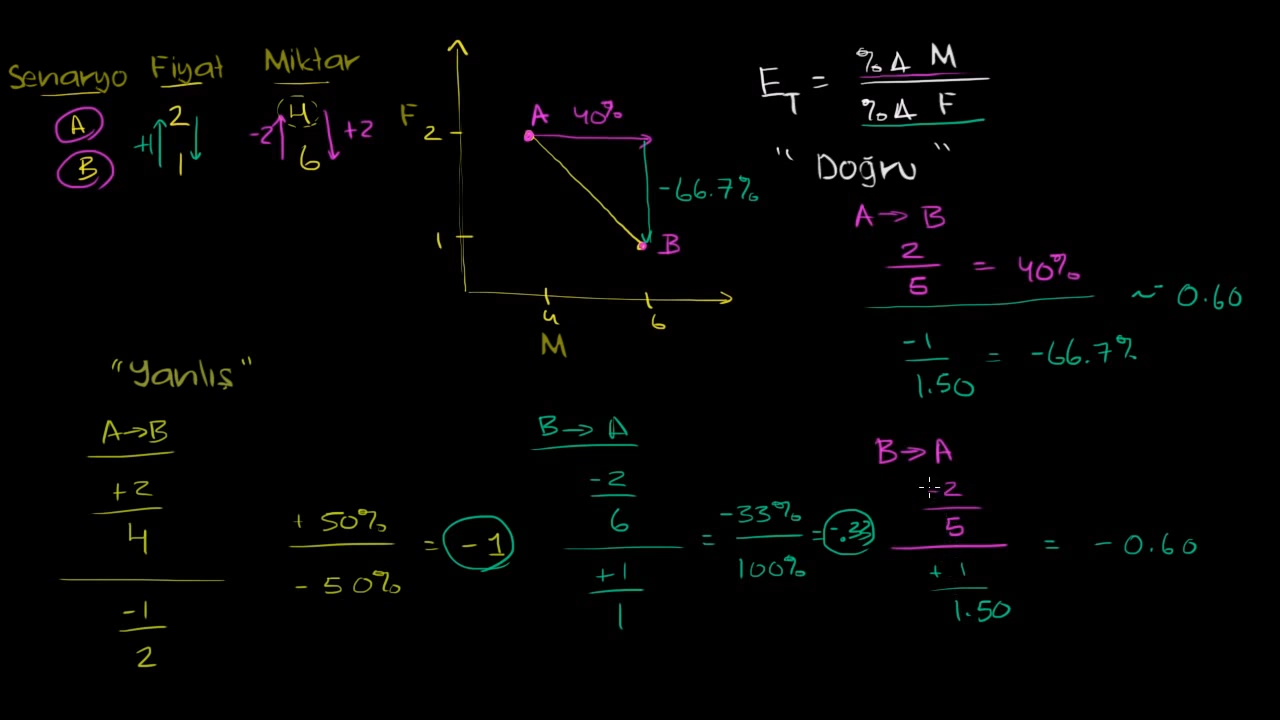 Senaryo Fiyat Miktar
A 2 4
+1 -2 +2
B 1 6
F
2
1
A 40%
-66.7%
B
4 6
M
E_T = %Δ M / %Δ F
"Doğru"
A→B
2/5 = 40%
~ 0.60
-1/1.50 = -66.7%
B→A
-2/5
= -0.60
+1/1.50
"Yanlış"
A→B
+2/4
+50%
-50%
= -1
-1/2
B→A
-2/6
= -33% / 100% = -.33
+1/1